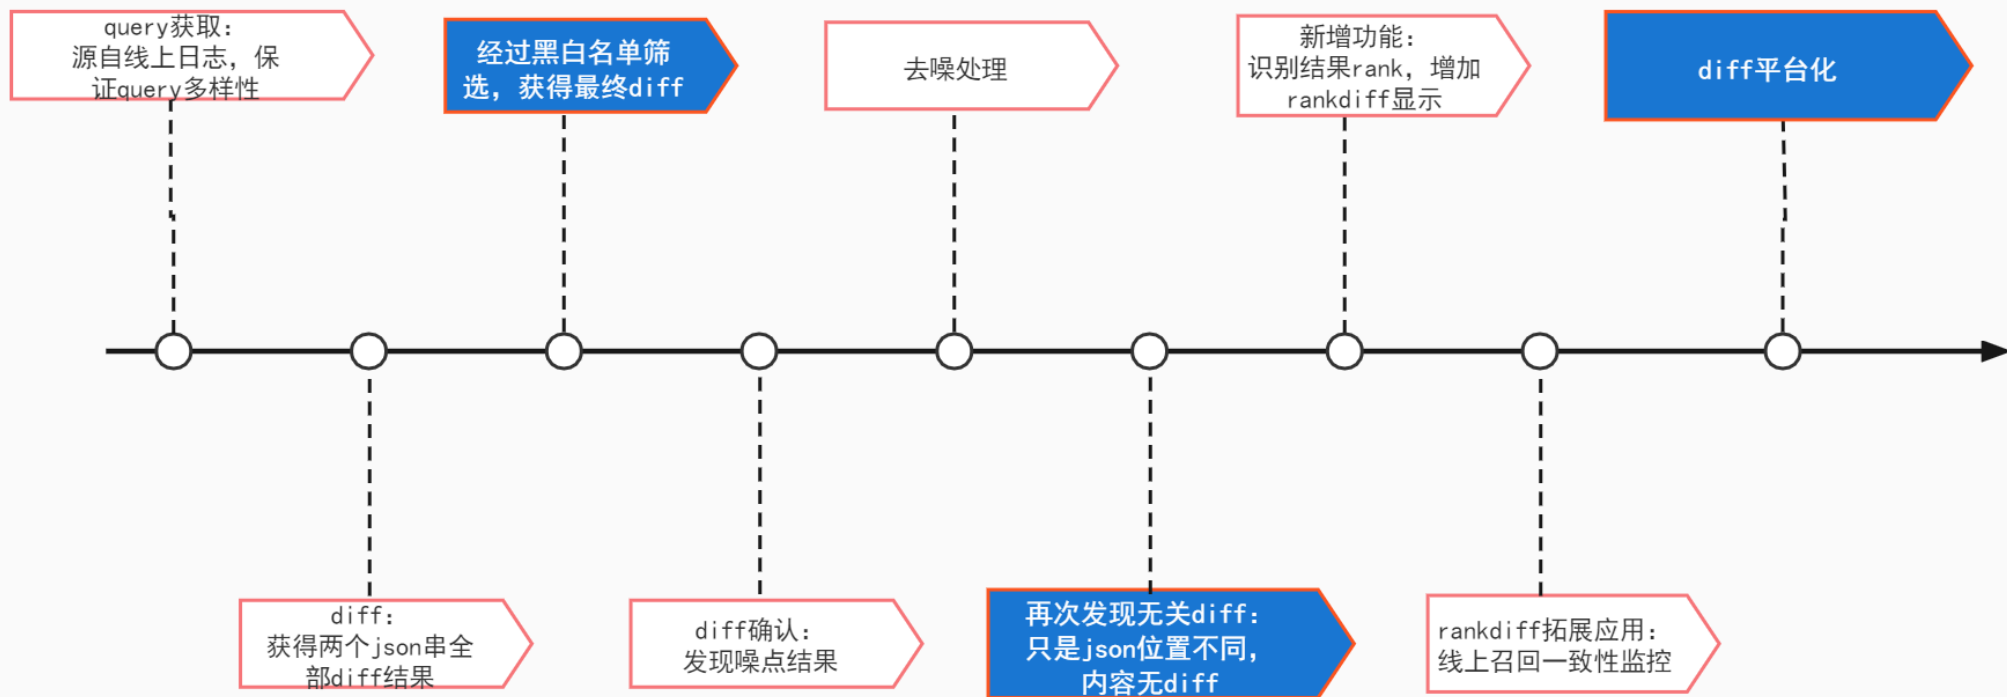 query获取：
源自线上日志，保
证query多样性
经过黑白名单筛
选，获得最终diff
去噪处理
新增功能：
识别结果rank，增加
rankdiff显示
diff平台化
diff：
获得两个json串全
部diff结果
diff确认：
发现噪点结果
再次发现无关diff：
只是json位置不同，
内容无diff
rankdiff拓展应用：
线上召回一致性监控